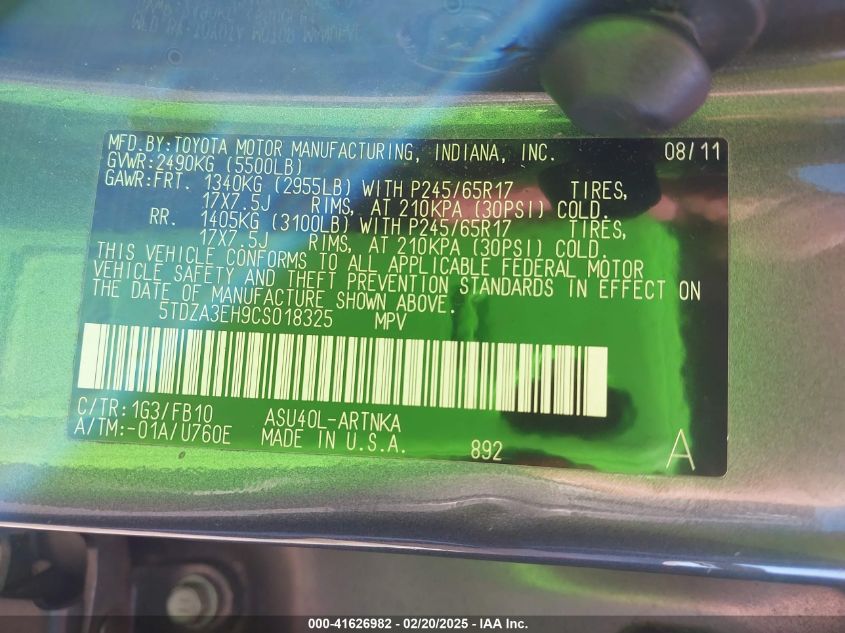 MFD.BY:TOYOTA MOTOR MANUFACTURING, INDIANA, INC. 08/11
GVWR:2490KG (5500LB)
GAWR:FRT. 1340KG (2955LB) WITH P245/65R17 TIRES,
17X7.5J RIMS, AT 210KPA (30PSI) COLD.
RR. 1405KG (3100LB) WITH P245/65R17 TIRES,
17X7.5J RIMS, AT 210KPA (30PSI) COLD.
THIS VEHICLE CONFORMS TO ALL APPLICABLE FEDERAL MOTOR
VEHICLE SAFETY AND THEFT PREVENTION STANDARDS IN EFFECT ON
THE DATE OF MANUFACTURE SHOWN ABOVE.
5TDZA3EH9CS018325 MPV
C/TR:1G3/FB10 ASU40L-ARTNKA
A/TM:-01A/U760E MADE IN U.S.A. 892 A
000-41626982 - 02/20/2025 - IAA Inc.